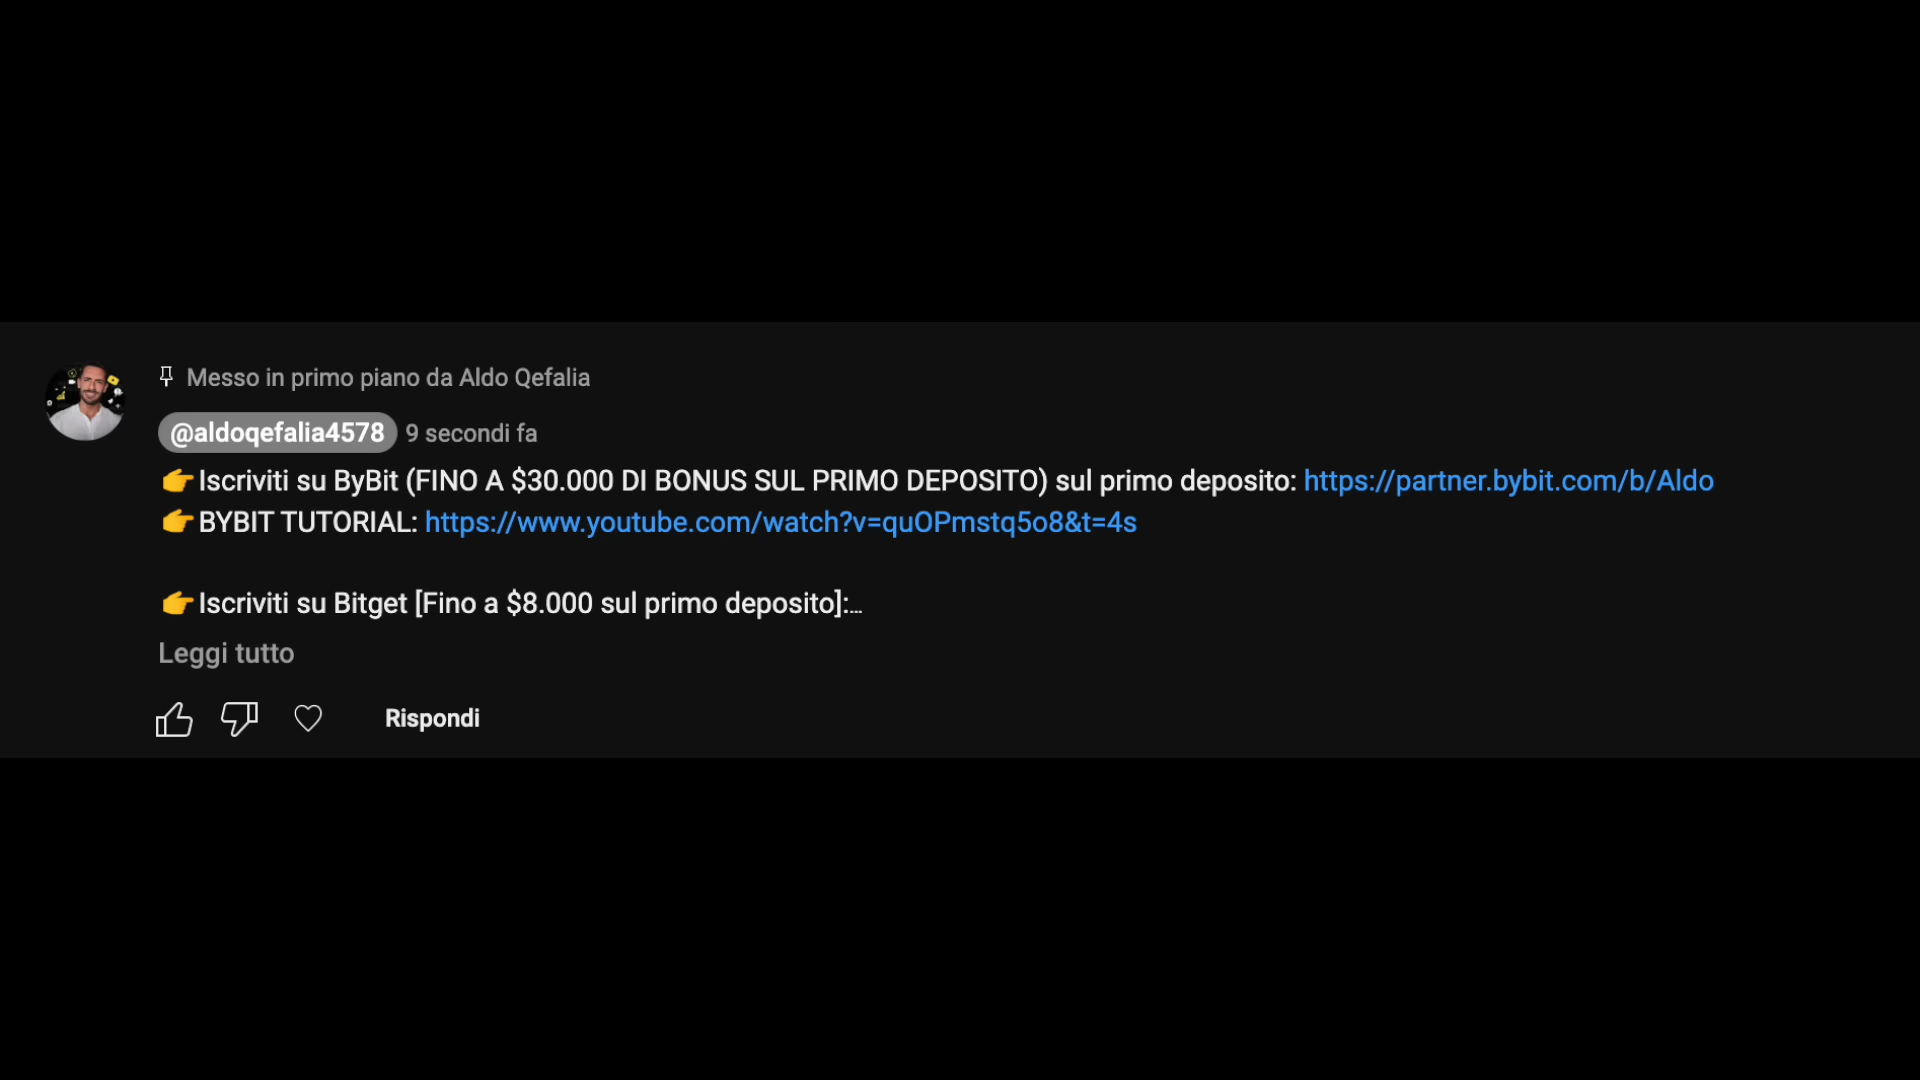 Messo in primo piano da Aldo Qefalia
@aldoqefalia4578 9 secondi fa
👉Iscriviti su ByBit (FINO A $30.000 DI BONUS SUL PRIMO DEPOSITO) sul primo deposito: https://partner.bybit.com/b/Aldo
👉BYBIT TUTORIAL: https://www.youtube.com/watch?v=quOPmstq5o8&t=4s
👉Iscriviti su Bitget [Fino a $8.000 sul primo deposito]:...
Leggi tutto
Rispondi